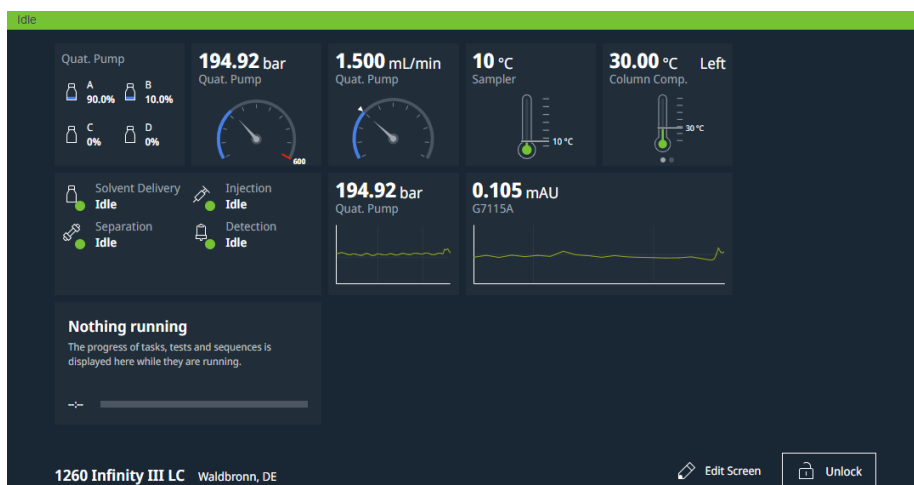 Idle
Quat. Pump
A
90.0%
B
10.0%
C
0%
D
0%
194.92 bar
Quat. Pump
600
1.500 mL/min
Quat. Pump
10 °C
Sampler
10 °C
30.00 °C Left
Column Comp.
30 °C
Solvent Delivery
Idle
Injection
Idle
Separation
Idle
Detection
Idle
194.92 bar
Quat. Pump
0.105 mAU
G7115A
Nothing running
The progress of tasks, tests and sequences is
displayed here while they are running.
--:--
1260 Infinity III LC Waldbronn, DE
Edit Screen
Unlock